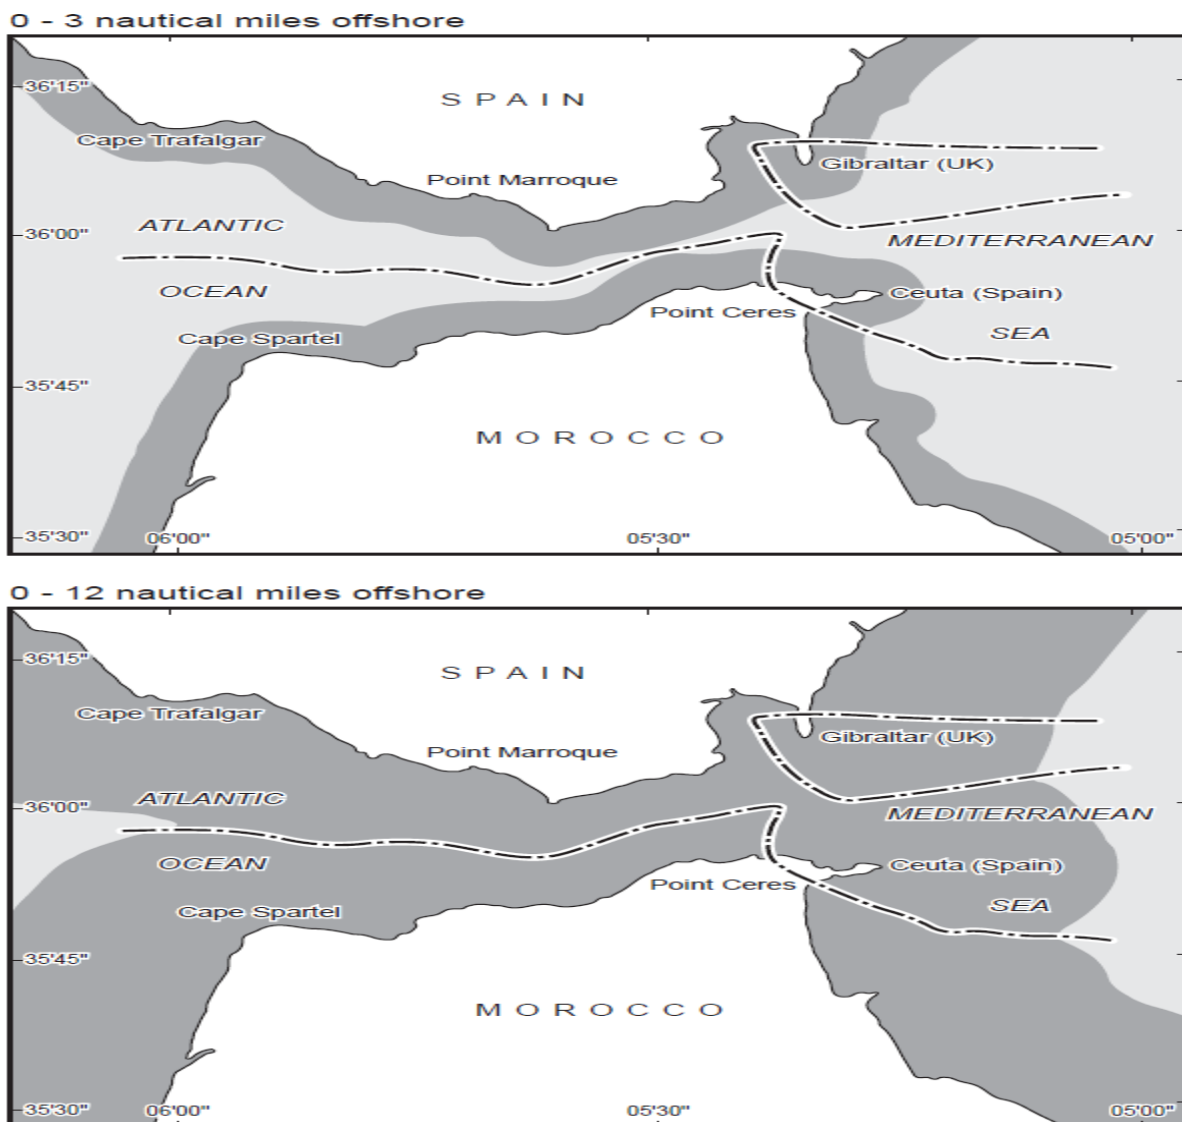 0 - 3 nautical miles offshore
36'15"
SPAIN
Cape Trafalgar
Gibraltar (UK)
Point Marroque
ATLANTIC
36'00"
MEDITERRANEAN
OCEAN
Ceuta (Spain)
Point Ceres
SEA
Cape Spartel
35'45"
MOROCCO
35'30"
06'00"
05'30"
05'00"
0 - 12 nautical miles offshore
36'15"
SPAIN
Cape Trafalgar
Gibraltar (UK)
Point Marroque
ATLANTIC
36'00"
MEDITERRANEAN
OCEAN
Ceuta (Spain)
Point Ceres
SEA
Cape Spartel
35'45"
MOROCCO
35'30"
06'00"
05'30"
05'00"